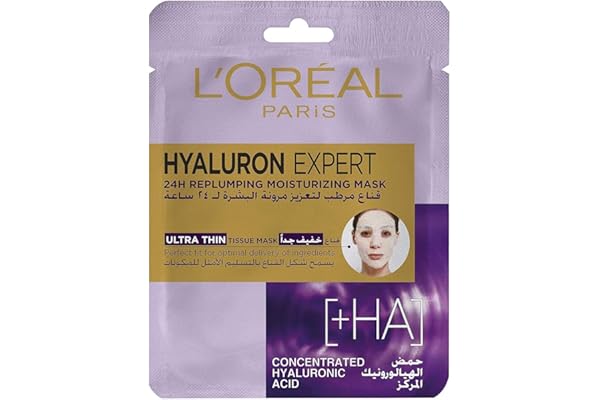 L'ORÉAL
PARiS
HYALURON EXPERT
24H REPLUMPING MOISTURIZING MASK
قناع مرطب لتعزيز مرونة البشرة لـ ٢٤ ساعة
ULTRA THIN TISSUE MASK قناع خفيف جداً
Perfect fit for optimal delivery of ingredients
يسمح شكل القناع بالتسليم الأمثل للمكونات
[+HA]
CONCENTRATED
HYALURONIC
ACID
حمض
الهيالورونيك
المركز